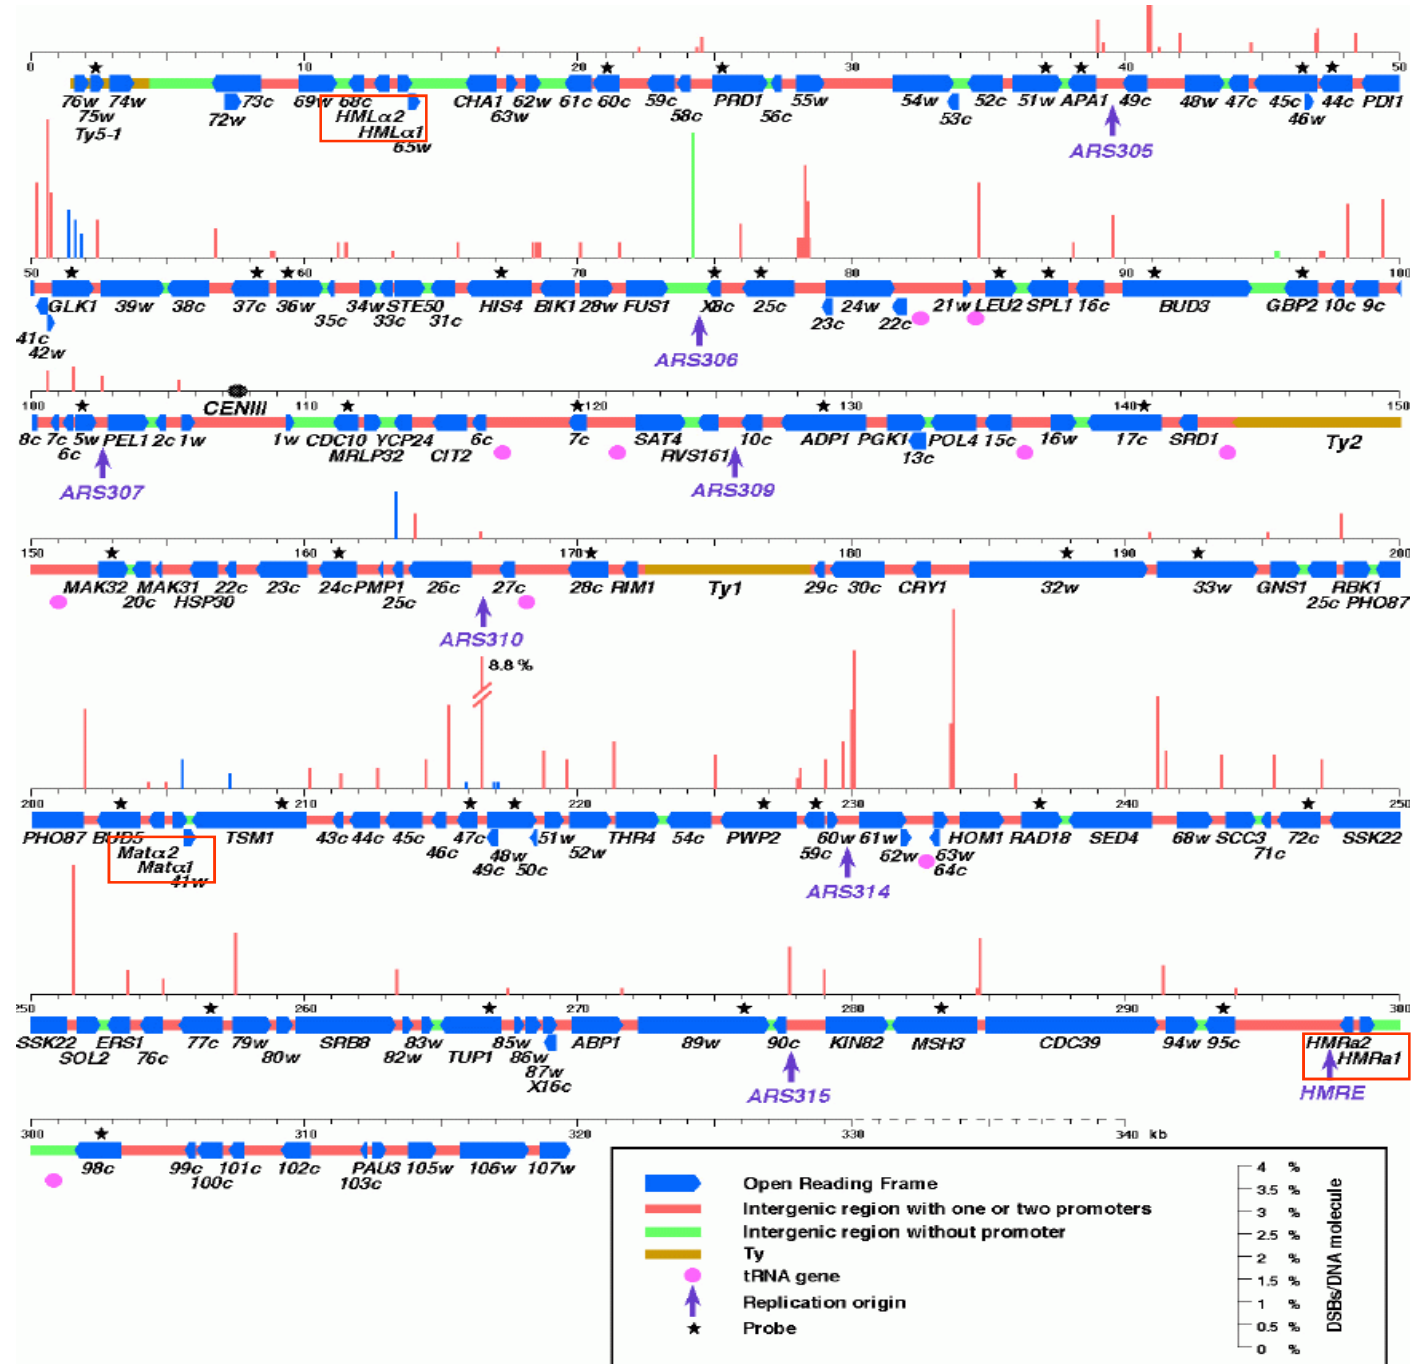 0 10 20 30 40 50
76w 74w 73c 69w 68c CHA1 62w 61c 60c 59c PRD1 55w 54w 52c 51w APA1 49c 48w 47c 45c 44c PDI1
75w 72w HMLα2 63w 58c 56c 53c 46w
Ty5-1 HMLα1
65w
ARS305
50 60 70 80 90 100
GLK1 39w 38c 37c 36w 34w STE50 HIS4 BIK1 28w FUS1 X8c 25c 24w 21w LEU2 SPL1 16c BUD3 GBP2 10c 9c
41c 35c 33c 31c 23c 22c
42w
ARS306
CENIII
100 110 120 130 140 150
8c 7c 5w PEL1 2c 1w 1w CDC10 YCP24 6c 7c SAT4 10c ADP1 PGK1 POL4 15c 16w 17c SRD1 Ty2
6c MRLP32 CIT2 RVS161 13c
ARS307 ARS309
150 160 170 180 190 200
MAK32 MAK31 22c 23c 24c PMP1 26c 27c 28c RIM1 Ty1 29c 30c CRY1 32w 33w GNS1 RBK1
20c HSP30 25c 25c PHO87
ARS310
8.8 %
200 210 220 230 240 250
PHO87 BUD5 TSM1 43c 44c 45c 47c 51w THR4 54c PWP2 60w 61w HOM1 RAD18 SED4 68w SCC3 72c SSK22
Matα2 46c 48w 52w 59c 62w 63w 71c
Matα1 49c 50c 64c
41w
ARS314
250 260 270 280 290 300
SSK22 ERS1 77c 79w SRB8 83w 85w ABP1 89w 90c KIN82 MSH3 CDC39 94w 95c HMRa2
SOL2 76c 80w 82w TUP1 86w HMRa1
87w
X16c
ARS315 HMRE
300 310 320 330 340 kb
98c 99c 101c 102c PAU3 105w 106w 107w
100c 103c
Open Reading Frame
Intergenic region with one or two promoters
Intergenic region without promoter
Ty
tRNA gene
Replication origin
Probe
4 %
3.5 %
3 %
2.5 %
2 %
1.5 %
1 %
0.5 %
0 %
DSBs/DNA molecule